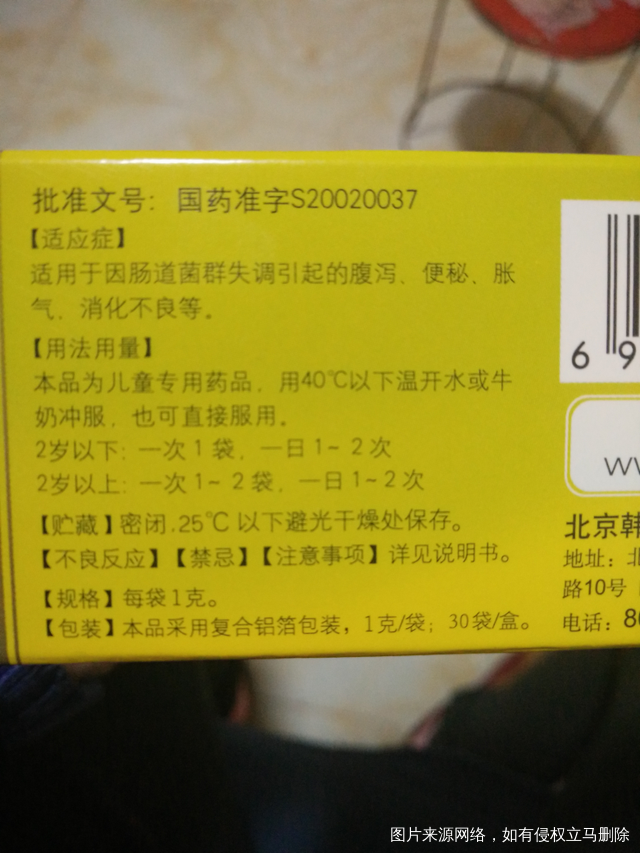 批准文号：国药准字S20020037
【适应症】
适用于因肠道菌群失调引起的腹泻、便秘、胀
气、消化不良等。
【用法用量】
本品为儿童专用药品，用40℃以下温开水或牛
奶冲服，也可直接服用。
2岁以下：一次1袋，一日1~2次
2岁以上：一次1~2袋，一日1~2次
【贮藏】密闭.25℃以下避光干燥处保存。
【不良反应】【禁忌】【注意事项】详见说明书。
【规格】每袋1克。
【包装】本品采用复合铝箔包装，1克/袋；30袋/盒。
6 9
北京韩
地址：北
路10号
电话：8
图片来源网络，如有侵权立马删除